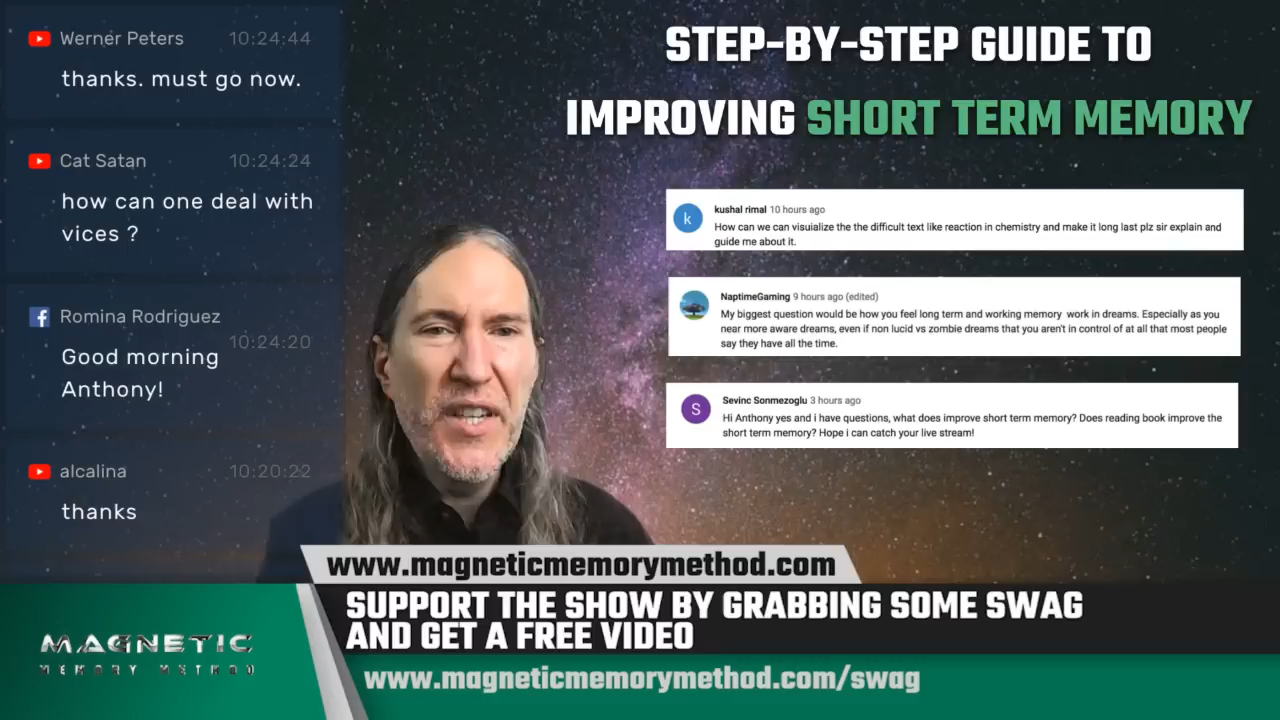 Werner Peters 10:24:44
thanks. must go now.
Cat Satan 10:24:24
how can one deal with
vices ?
Romina Rodriguez
10:24:20
Good morning
Anthony!
alcalina 10:20:22
thanks
STEP-BY-STEP GUIDE TO
IMPROVING SHORT TERM MEMORY
k
kushal rimal 10 hours ago
How can we can visuialize the the difficult text like reaction in chemistry and make it long last plz sir explain and
guide me about it.
NaptimeGaming 9 hours ago (edited)
My biggest question would be how you feel long term and working memory work in dreams. Especially as you
near more aware dreams, even if non lucid vs zombie dreams that you aren't in control of at all that most people
say they have all the time.
S
Sevinc Sonmezoglu 3 hours ago
Hi Anthony yes and i have questions, what does improve short term memory? Does reading book improve the
short term memory? Hope i can catch your live stream!
www.magneticmemorymethod.com
SUPPORT THE SHOW BY GRABBING SOME SWAG
AND GET A FREE VIDEO
MAGNETIC
MEMORY METHOD
www.magneticmemorymethod.com/swag